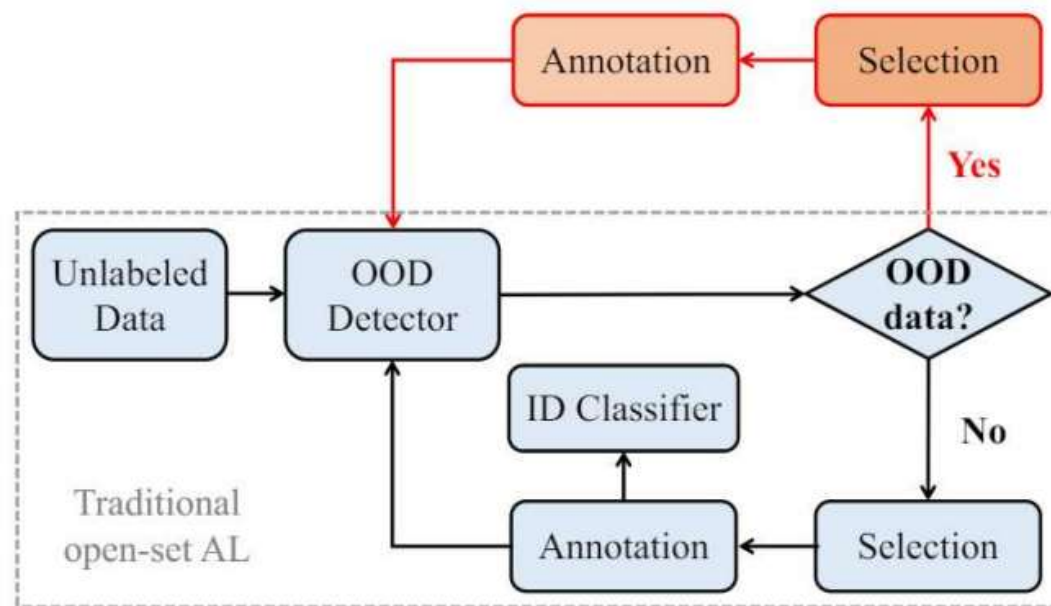 Annotation
Selection
Yes
Unlabeled
Data
OOD
Detector
OOD
data?
ID Classifier
No
Traditional
open-set AL
Annotation
Selection